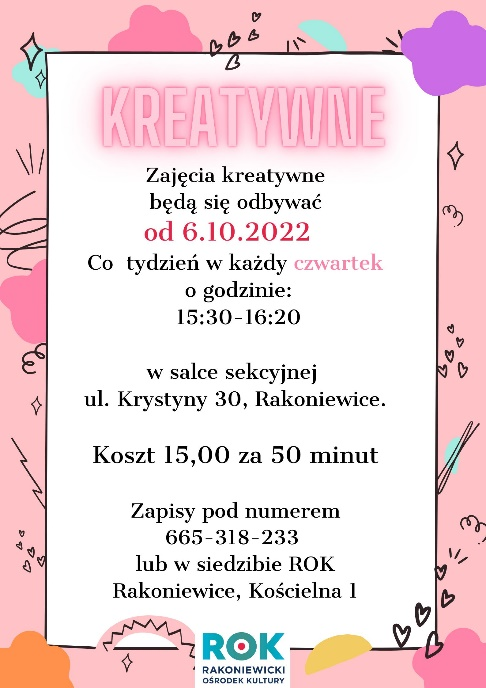 KREATYWNE
Zajęcia kreatywne
będą się odbywać
od 6.10.2022
Co tydzień w każdy czwartek
o godzinie:
15:30-16:20
w salce sekcyjnej
ul. Krystyny 30, Rakoniewice.
Koszt 15,00 za 50 minut
Zapisy pod numerem
665-318-233
lub w siedzibie ROK
Rakoniewice, Kościelna 1
ROK
RAKONIEWICKI
OŚRODEK KULTURY